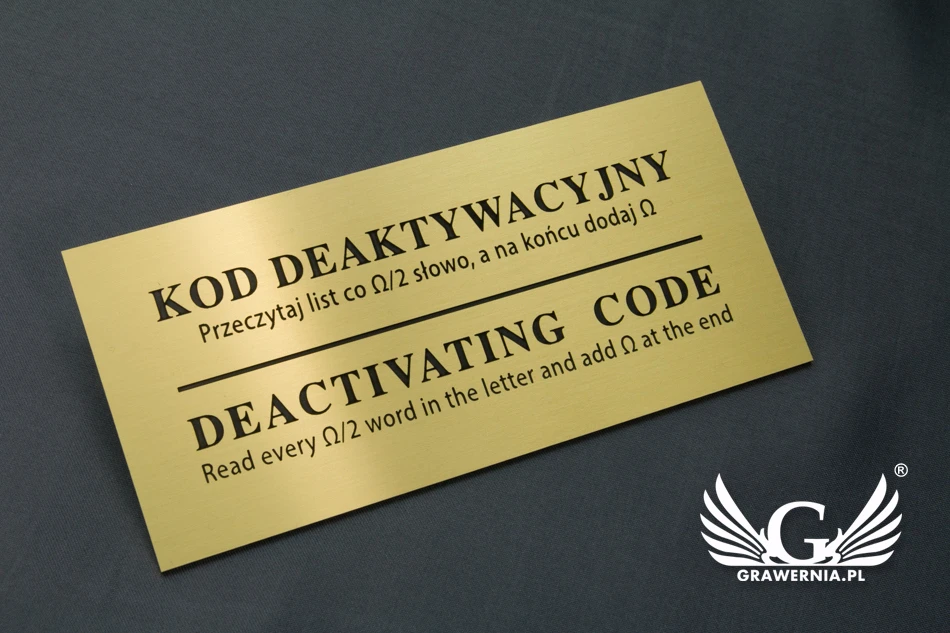 KOD DEAKTYWACYJNY
Przeczytaj list co Ω/2 słowo, a na końcu dodaj Ω
DEACTIVATING CODE
Read every Ω/2 word in the letter and add Ω at the end
G ®
GRAWERNIA.PL